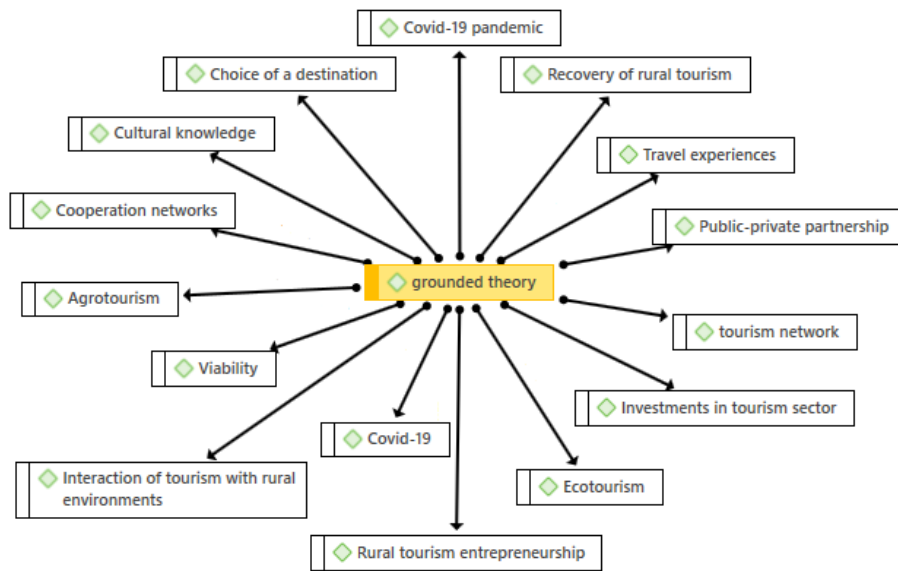 Covid-19 pandemic
Choice of a destination
Recovery of rural tourism
Cultural knowledge
Travel experiences
Cooperation networks
Public-private partnership
grounded theory
Agrotourism
tourism network
Viability
Investments in tourism sector
Covid-19
Interaction of tourism with rural
environments
Ecotourism
Rural tourism entrepreneurship